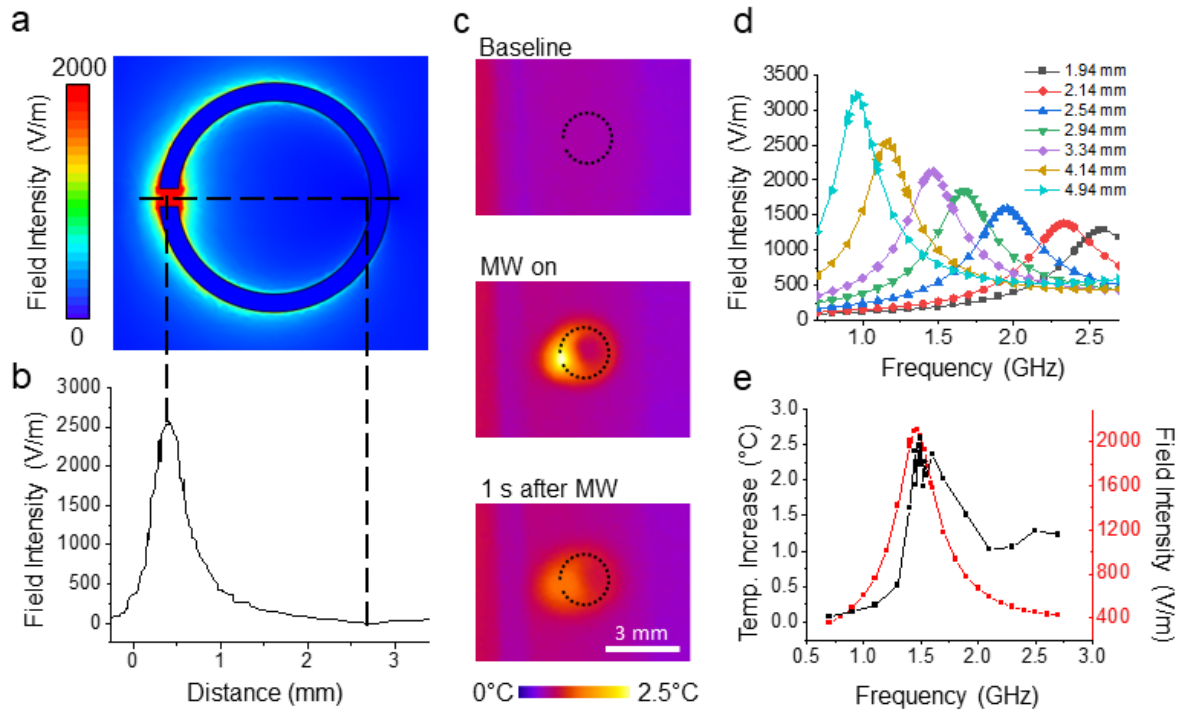 a
2000
Field Intensity (V/m)
0
b
3000
2500
2000
1500
1000
500
0
Field Intensity (V/m)
0 1 2 3
Distance (mm)
c
Baseline
MW on
1 s after MW
3 mm
0°C 2.5°C
d
3500
3000
2500
2000
1500
1000
500
0
Field Intensity (V/m)
1.94 mm
2.14 mm
2.54 mm
2.94 mm
3.34 mm
4.14 mm
4.94 mm
1.0 1.5 2.0 2.5
Frequency (GHz)
e
3.0
2.5
2.0
1.5
1.0
0.5
0.0
Temp. Increase (°C)
2000
1600
1200
800
400
Field Intensity (V/m)
0.5 1.0 1.5 2.0 2.5 3.0
Frequency (GHz)